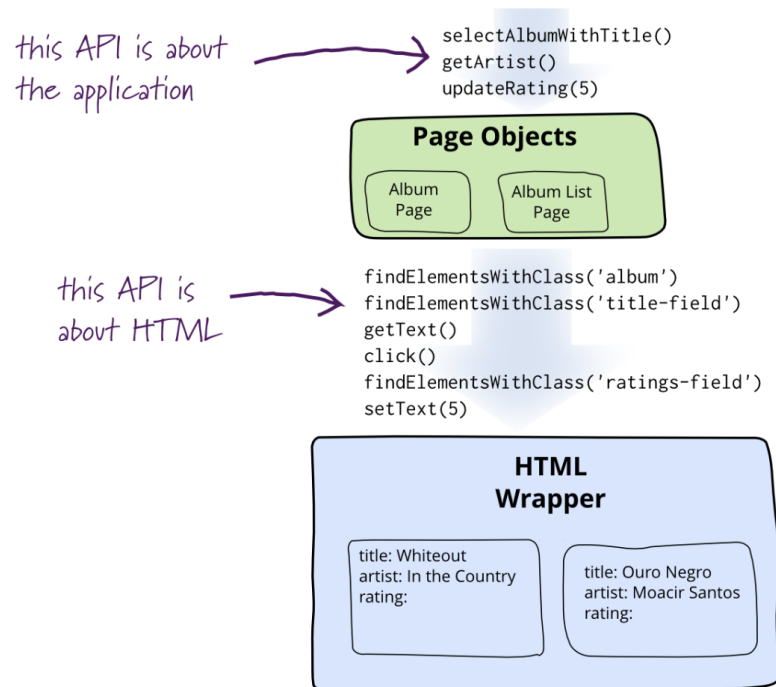 this API is about
the application
selectAlbumWithTitle()
getArtist()
updateRating(5)
Page Objects
Album
Page
Album List
Page
this API is
about HTML
findElementsWithClass('album')
findElementsWithClass('title-field')
getText()
click()
findElementsWithClass('ratings-field')
setText(5)
HTML
Wrapper
title: Whiteout
artist: In the Country
rating:
title: Ouro Negro
artist: Moacir Santos
rating: